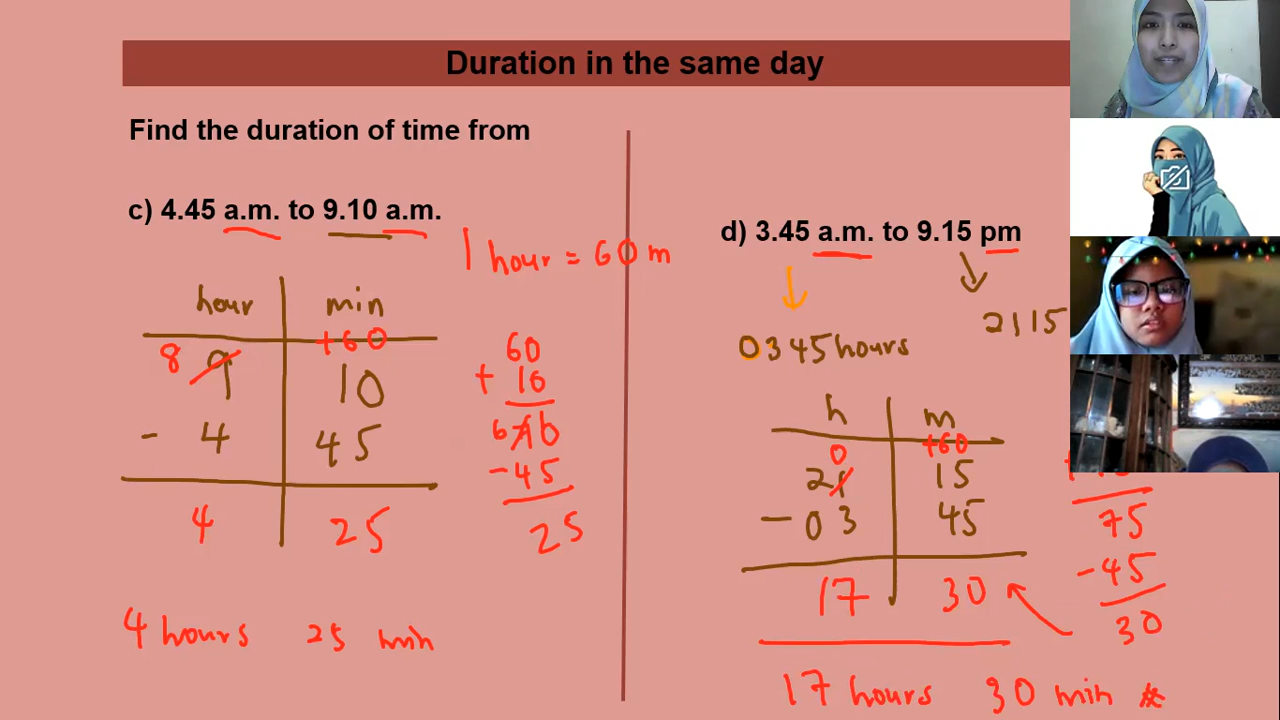 Duration in the same day
Find the duration of time from
c) 4.45 a.m. to 9.10 a.m.
1 hour = 60 m
hour min
+60
8 9 10
- 4 45
4 25
60
+ 10
6 7 10
- 45
25
4 hours 25 min
d) 3.45 a.m. to 9.15 pm
2115
0345 hours
h m
0 +60
21 15
- 03 45
17 30
75
- 45
30
17 hours 30 min #